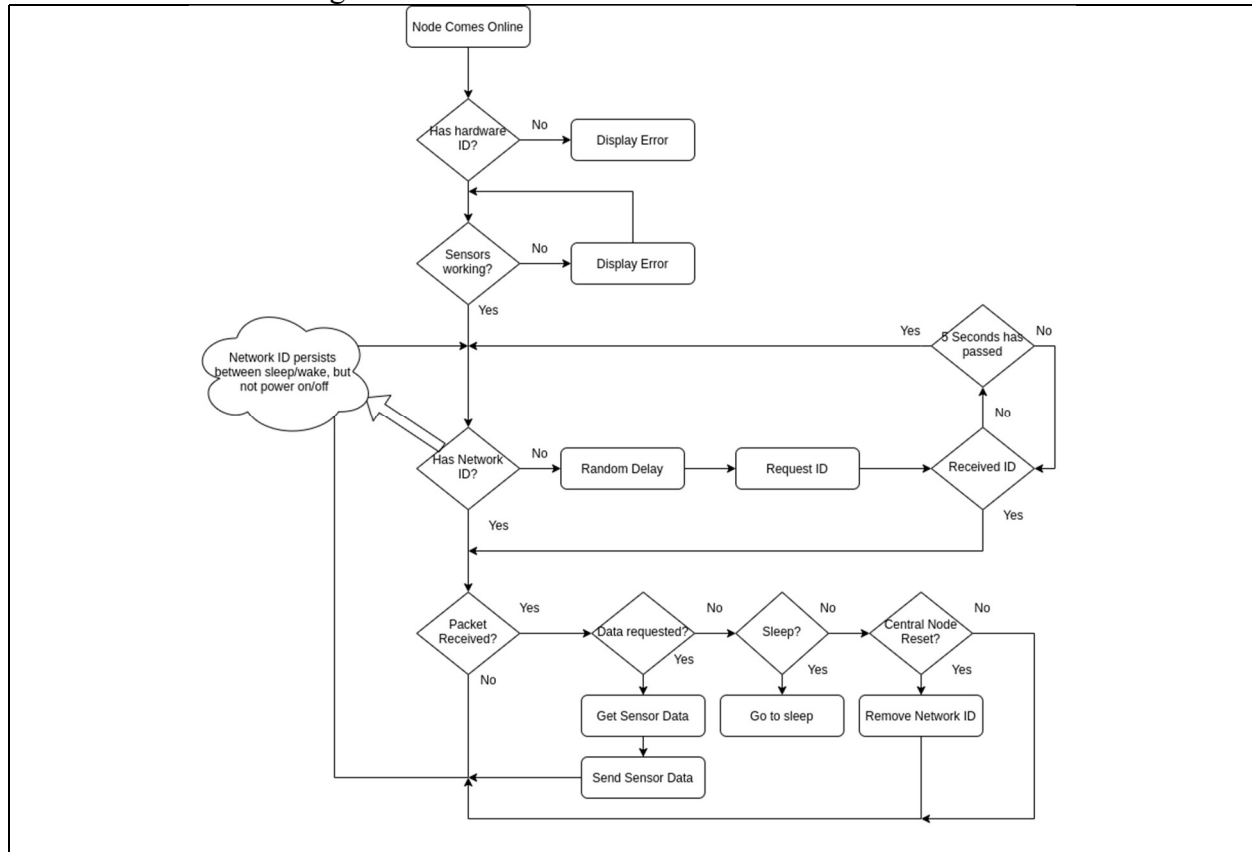 Node Comes Online
Has hardware
ID?
No
Display Error
Sensors
working?
No
Display Error
Yes
Network ID persists
between sleep/wake, but
not power on/off
Yes
5 Seconds has
passed
No
No
Has Network
ID?
No
Random Delay
Request ID
Received ID
Yes
Yes
Packet
Received?
Yes
Data requested?
No
Sleep?
No
Central Node
Reset?
No
No
Yes
Yes
Yes
Get Sensor Data
Go to sleep
Remove Network ID
Send Sensor Data